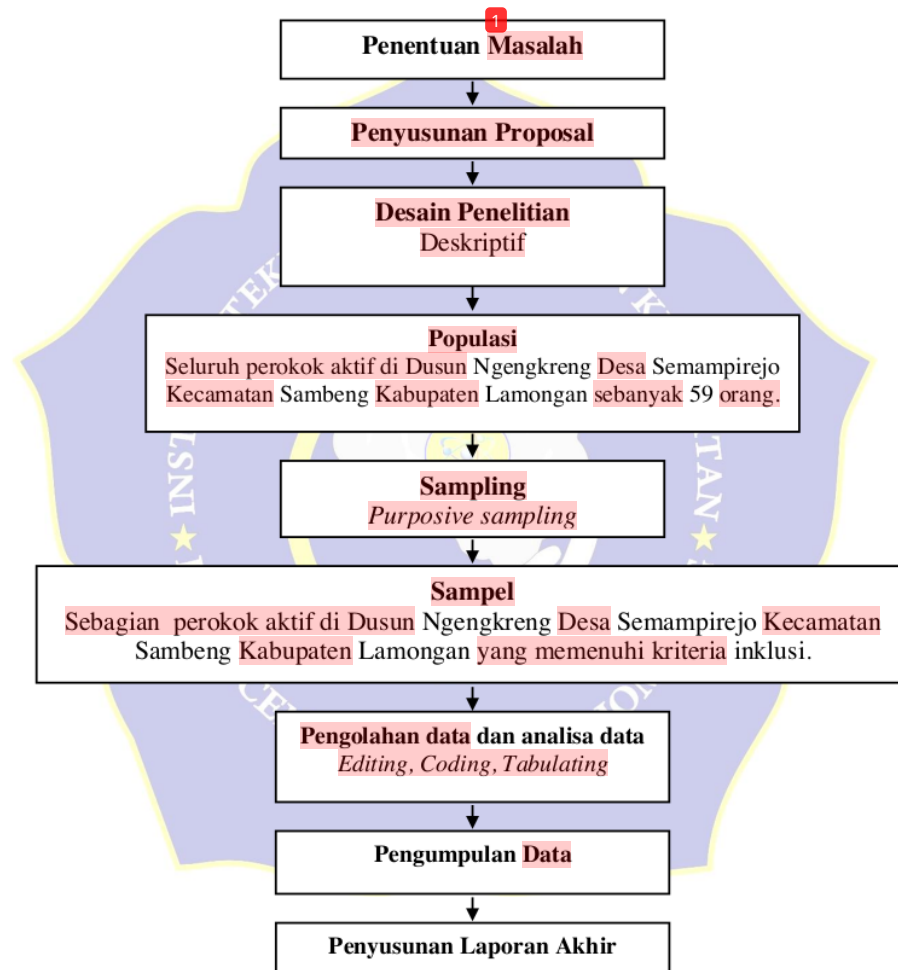 1
Penentuan Masalah
Penyusunan Proposal
Desain Penelitian
Deskriptif
Populasi
Seluruh perokok aktif di Dusun Ngengkreng Desa Semampirejo
Kecamatan Sambeng Kabupaten Lamongan sebanyak 59 orang.
Sampling
Purposive sampling
Sampel
Sebagian  perokok aktif di Dusun Ngengkreng Desa Semampirejo Kecamatan
Sambeng Kabupaten Lamongan yang memenuhi kriteria inklusi.
Pengolahan data dan analisa data
Editing, Coding, Tabulating
Pengumpulan Data
Penyusunan Laporan Akhir